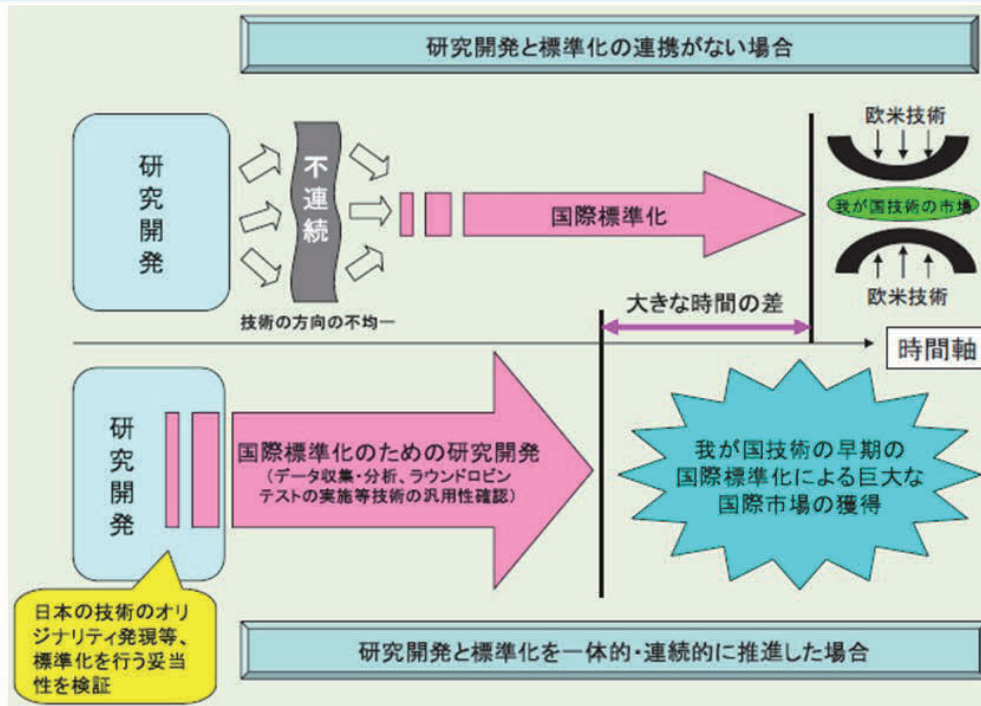 研究開発と標準化の連携がない場合
研究開発
不連続
技術の方向の不均一
国際標準化
欧米技術
我が国技術の市場
欧米技術
大きな時間の差
時間軸
研究開発
国際標準化のための研究開発
（データ収集・分析、ラウンドロビン
テストの実施等技術の汎用性確認）
我が国技術の早期の
国際標準化による巨大な
国際市場の獲得
日本の技術のオリ
ジナリティ発現等、
標準化を行う妥当
性を検証
研究開発と標準化を一体的・連続的に推進した場合